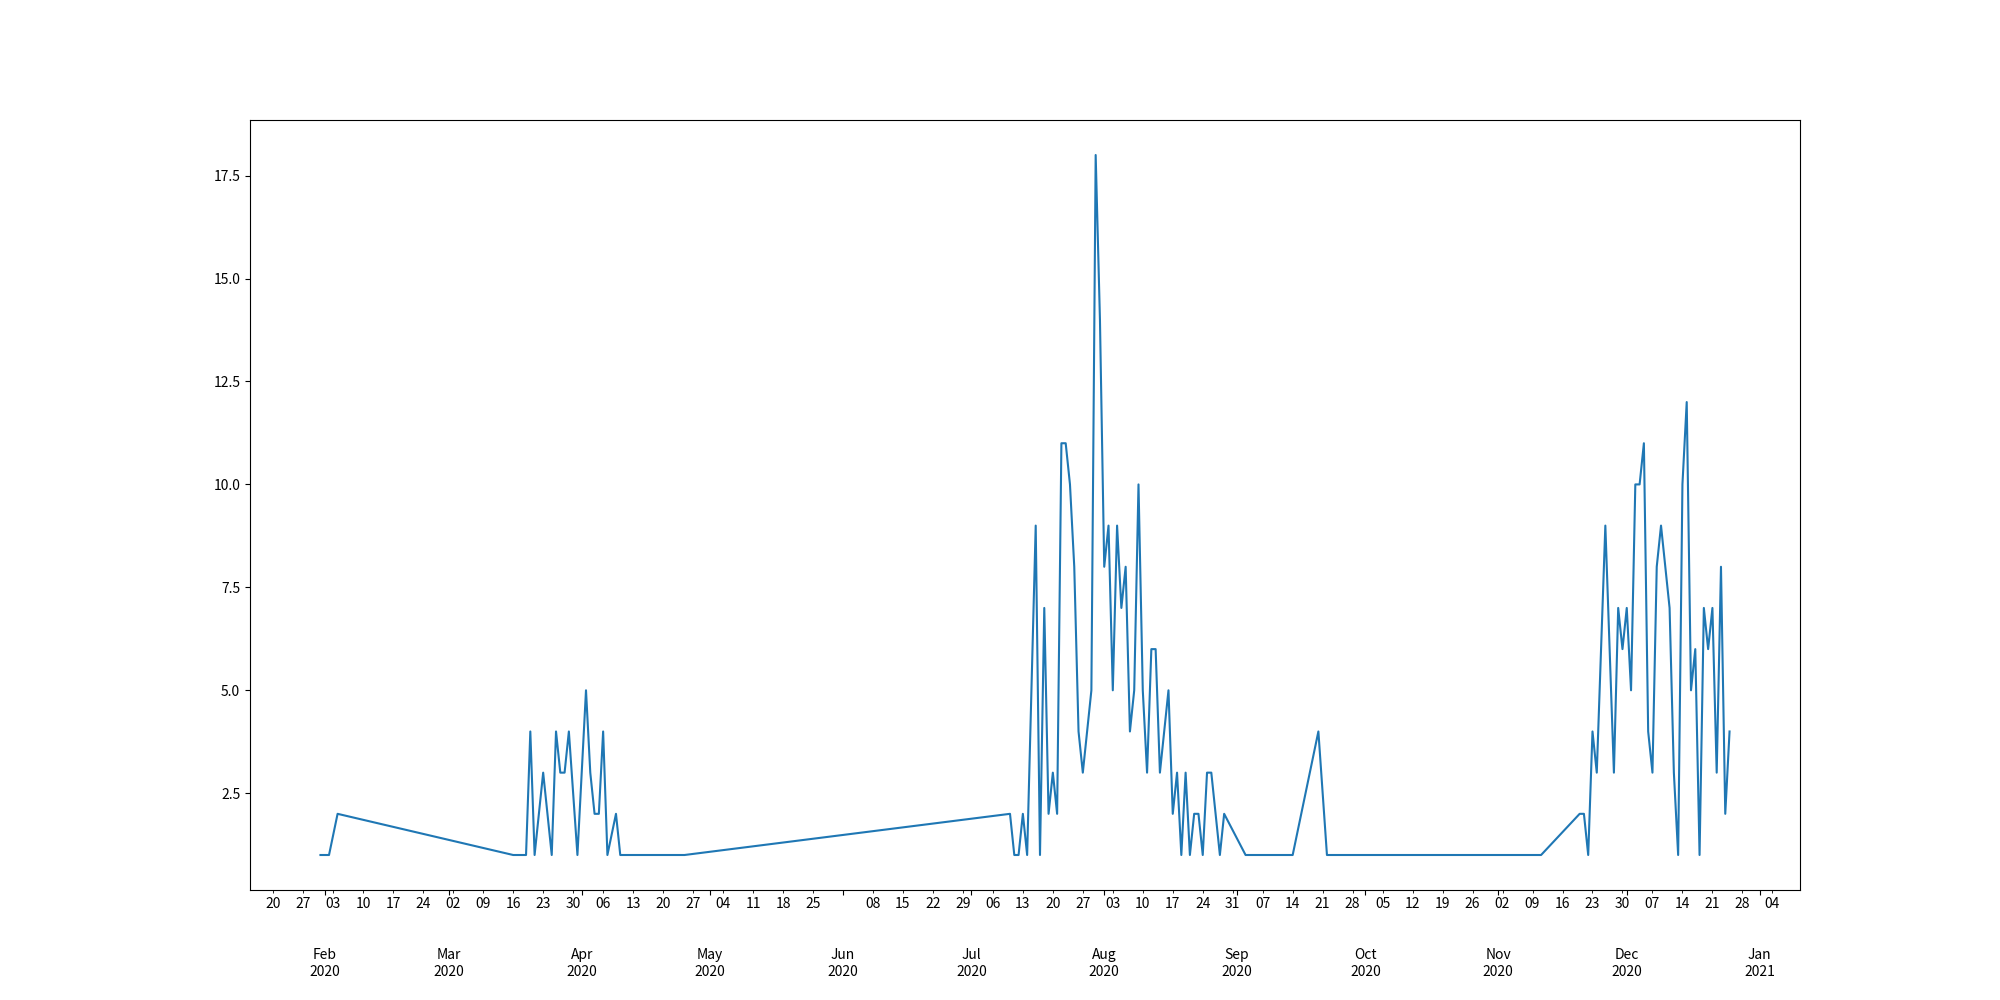 17.5
15.0
12.5
10.0
7.5
5.0
2.5
20 27 03 10 17 24 02 09 16 23 30 06 13 20 27 04 11 18 25 08 15 22 29 06 13 20 27 03 10 17 24 31 07 14 21 28 05 12 19 26 02 09 16 23 30 07 14 21 28 04
Feb Mar Apr May Jun Jul Aug Sep Oct Nov Dec Jan
2020 2020 2020 2020 2020 2020 2020 2020 2020 2020 2020 2021